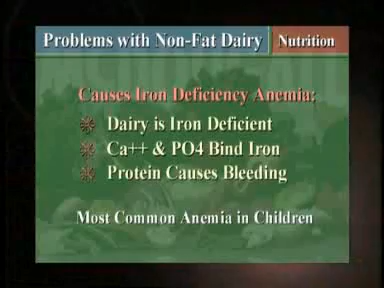 Problems with Non-Fat Dairy Nutrition
Causes Iron Deficiency Anemia:
Dairy is Iron Deficient
Ca++ & PO4 Bind Iron
Protein Causes Bleeding
Most Common Anemia in Children